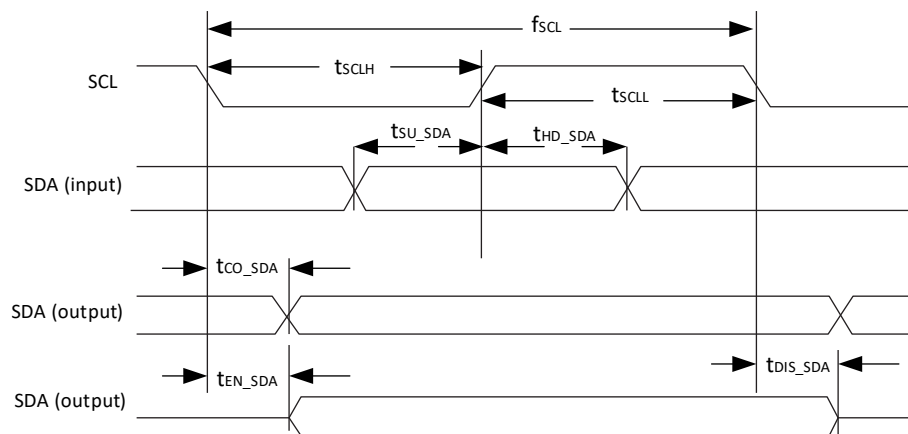 fSCL
tSCLH
SCL
tSCLL
tSU_SDA
tHD_SDA
SDA (input)
tCO_SDA
SDA (output)
tEN_SDA
tDIS_SDA
SDA (output)